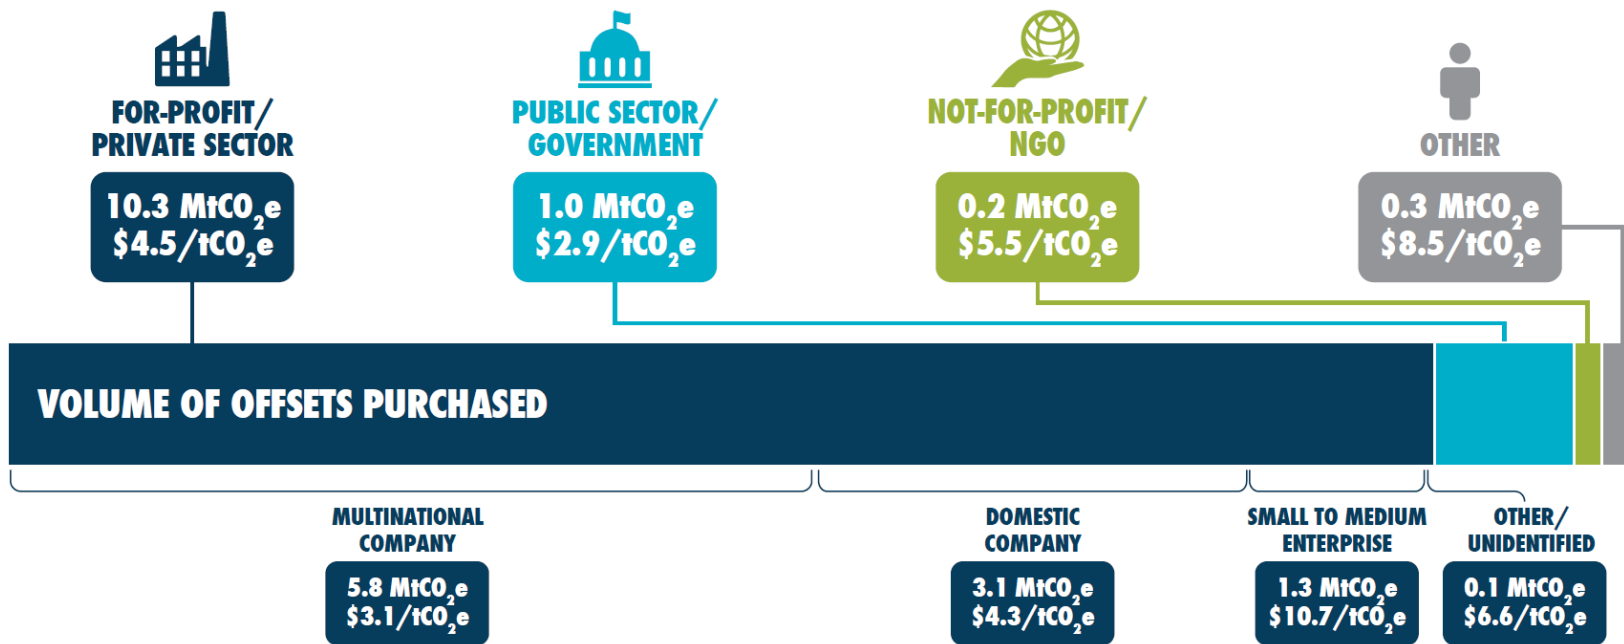 FOR-PROFIT/
PRIVATE SECTOR
10.3 MtCO₂e
$4.5/tCO₂e
PUBLIC SECTOR/
GOVERNMENT
1.0 MtCO₂e
$2.9/tCO₂e
NOT-FOR-PROFIT/
NGO
0.2 MtCO₂e
$5.5/tCO₂e
OTHER
0.3 MtCO₂e
$8.5/tCO₂e
VOLUME OF OFFSETS PURCHASED
MULTINATIONAL
COMPANY
5.8 MtCO₂e
$3.1/tCO₂e
DOMESTIC
COMPANY
3.1 MtCO₂e
$4.3/tCO₂e
SMALL TO MEDIUM
ENTERPRISE
1.3 MtCO₂e
$10.7/tCO₂e
OTHER/
UNIDENTIFIED
0.1 MtCO₂e
$6.6/tCO₂e